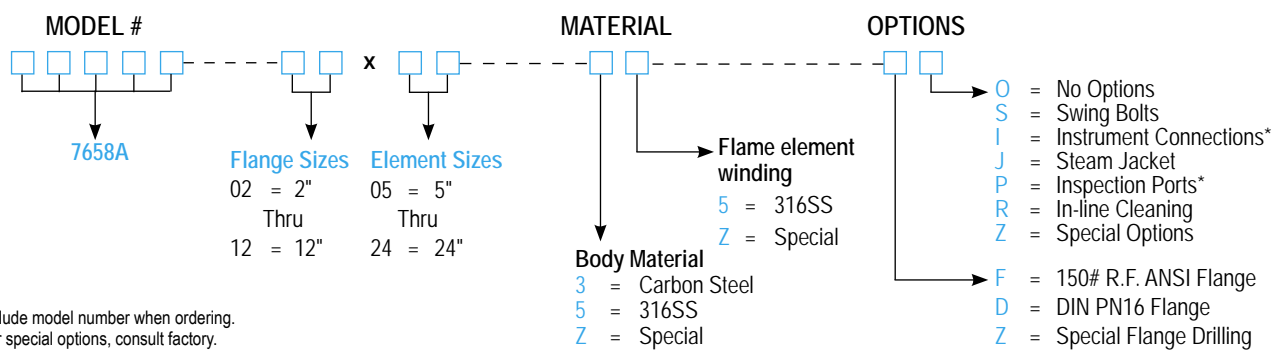 MODEL #
MATERIAL
OPTIONS
x
7658A
Flange Sizes
02 = 2"
Thru
12 = 12"
Element Sizes
05 = 5"
Thru
24 = 24"
Body Material
3 = Carbon Steel
5 = 316SS
Z = Special
Flame element
winding
5 = 316SS
Z = Special
O = No Options
S = Swing Bolts
I = Instrument Connections*
J = Steam Jacket
P = Inspection Ports*
R = In-line Cleaning
Z = Special Options
F = 150# R.F. ANSI Flange
D = DIN PN16 Flange
Z = Special Flange Drilling
model number when ordering.
special options, consult factory.